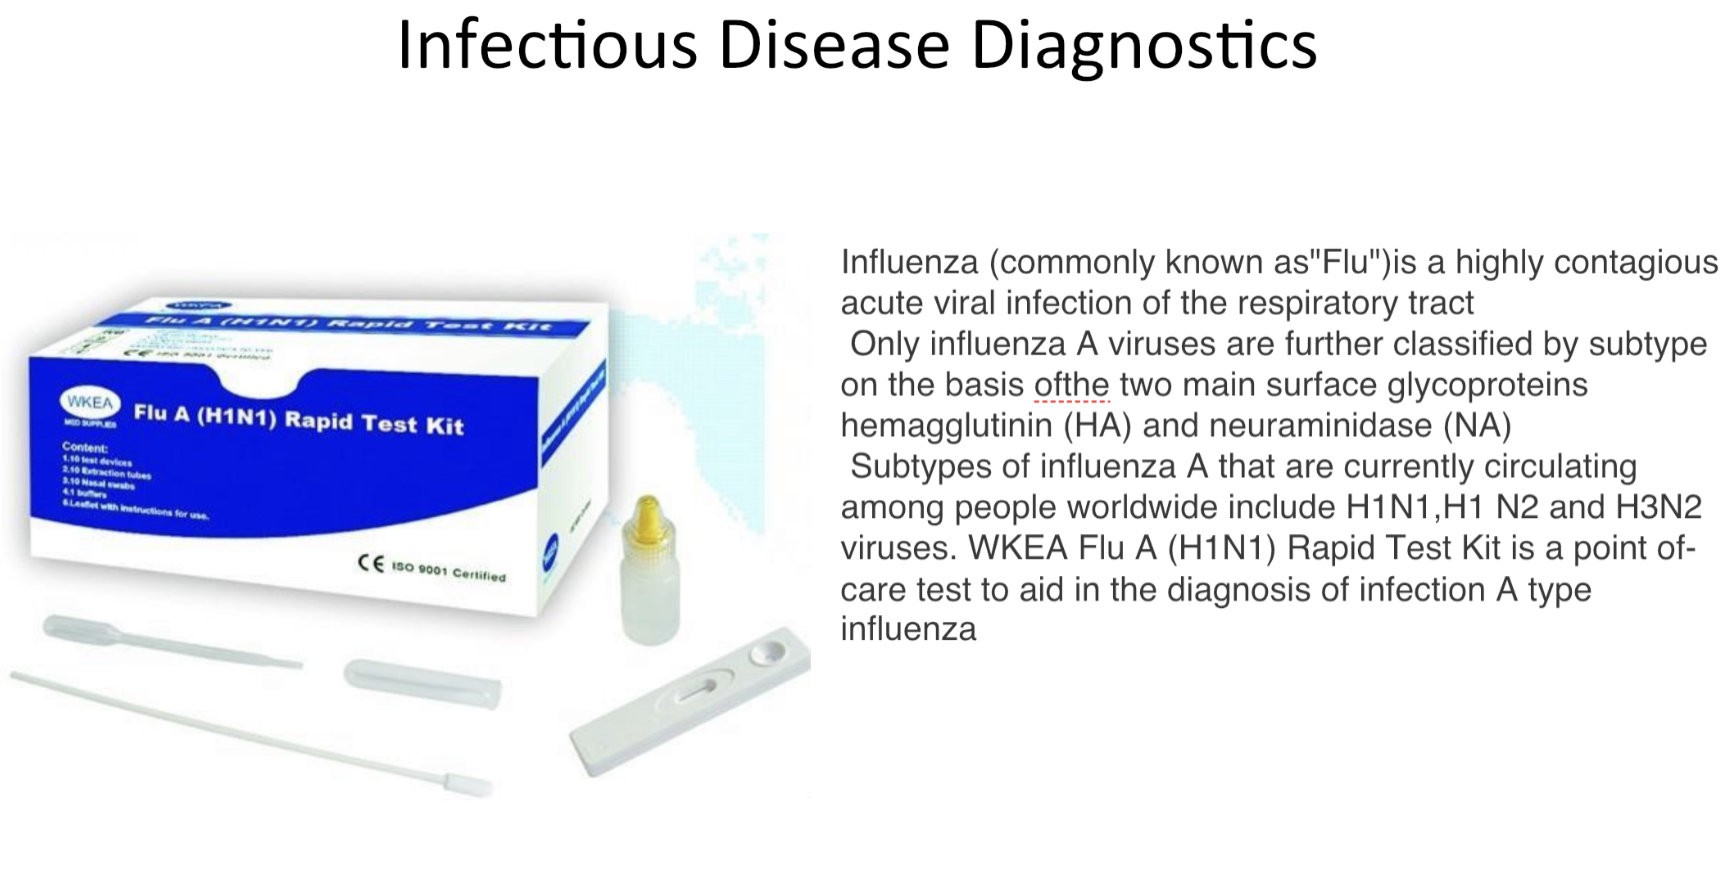 Infectious Disease Diagnostics
WKEA
Flu A (H1N1) Rapid Test Kit
CE ISO 9001 Certified
WKEA
MED SUPPLIER
Flu A (H1N1) Rapid Test Kit
Content:
1.10 test devices
2.10 Extraction tubes
3.10 Nasal swabs
4.1 buffers
5.Leaflet with instructions for use.
CE ISO 9001 Certified
WKEA
Influenza (commonly known as"Flu")is a highly contagious
acute viral infection of the respiratory tract
Only influenza A viruses are further classified by subtype
on the basis ofthe two main surface glycoproteins
hemagglutinin (HA) and neuraminidase (NA)
Subtypes of influenza A that are currently circulating
among people worldwide include H1N1,H1 N2 and H3N2
viruses. WKEA Flu A (H1N1) Rapid Test Kit is a point of-
care test to aid in the diagnosis of infection A type
influenza